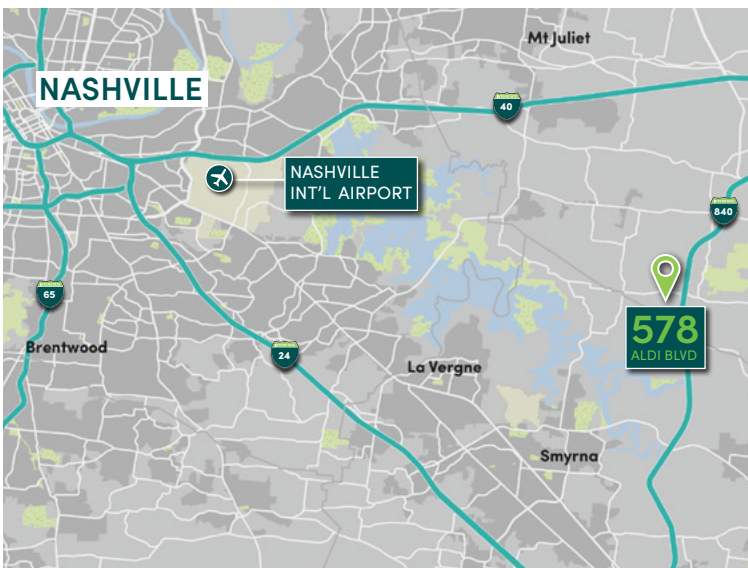 Mt Juliet
NASHVILLE
40
NASHVILLE
INT'L AIRPORT
840
65
578
ALDI BLVD
Brentwood
24
La Vergne
Smyrna